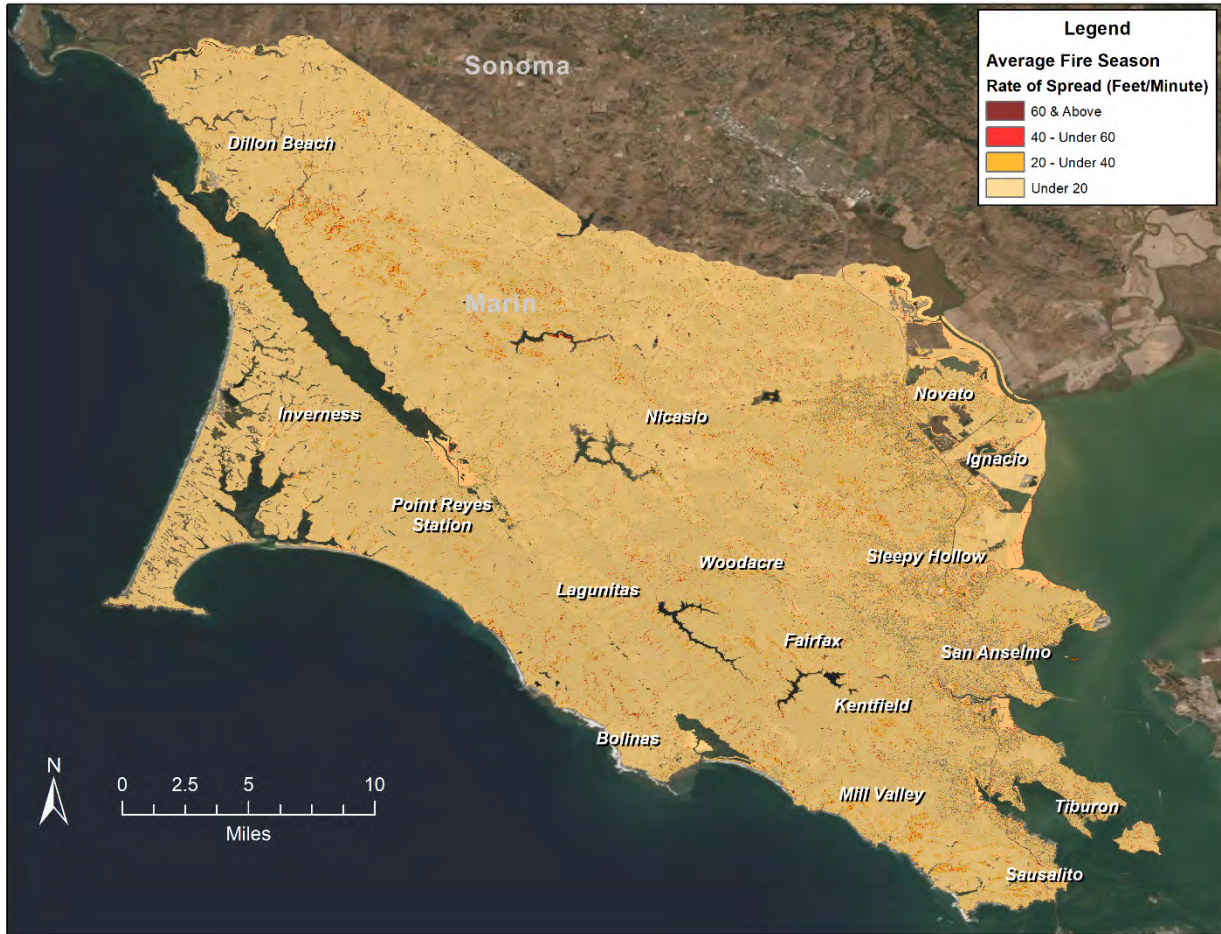 Legend
Average Fire Season
Rate of Spread (Feet/Minute)
60 & Above
40 - Under 60
20 - Under 40
Under 20
Sonoma
Dillon Beach
Marin
Novato
Inverness
Nicasio
Ignacio
Point Reyes
Station
Sleepy Hollow
Woodacre
Lagunitas
Fairfax
San Anselmo
Kentfield
Bolinas
Mill Valley
Tiburon
Sausalito
N
0 2.5 5 10
Miles